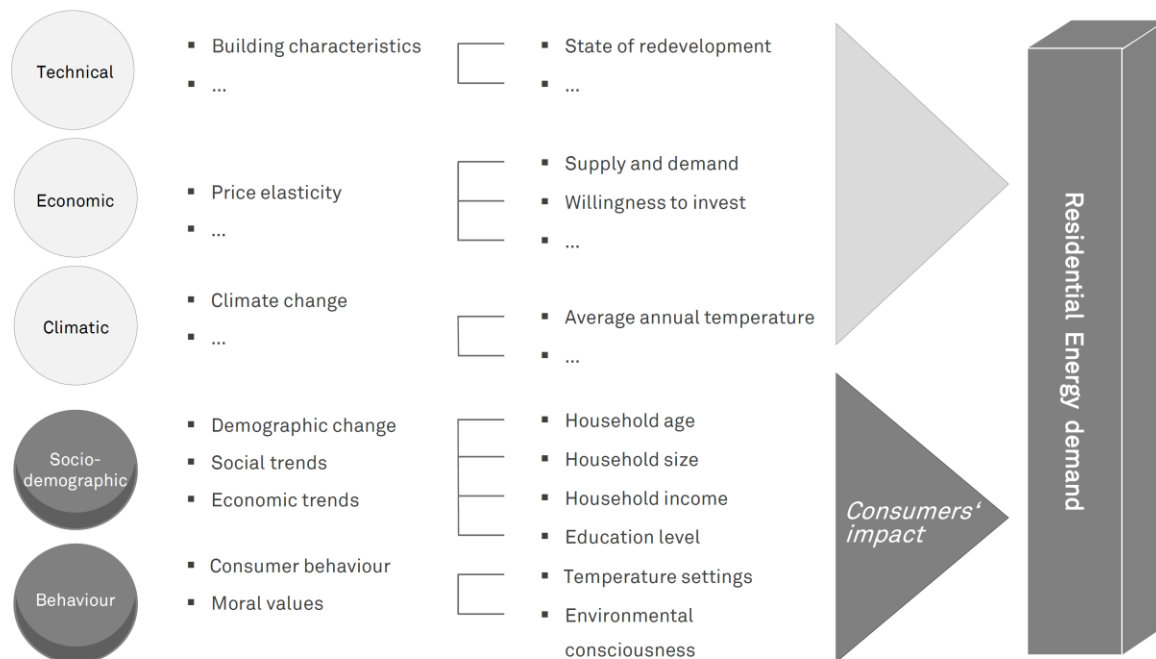 Technical
▪ Building characteristics
▪ ...
▪ State of redevelopment
▪ ...
Economic
▪ Price elasticity
▪ ...
▪ Supply and demand
▪ Willingness to invest
▪ ...
Climatic
▪ Climate change
▪ ...
▪ Average annual temperature
▪ ...
Socio-
demographic
▪ Demographic change
▪ Social trends
▪ Economic trends
▪ Household age
▪ Household size
▪ Household income
▪ Education level
Behaviour
▪ Consumer behaviour
▪ Moral values
▪ Temperature settings
▪ Environmental
consciousness
Consumers‘
impact
Residential Energy demand